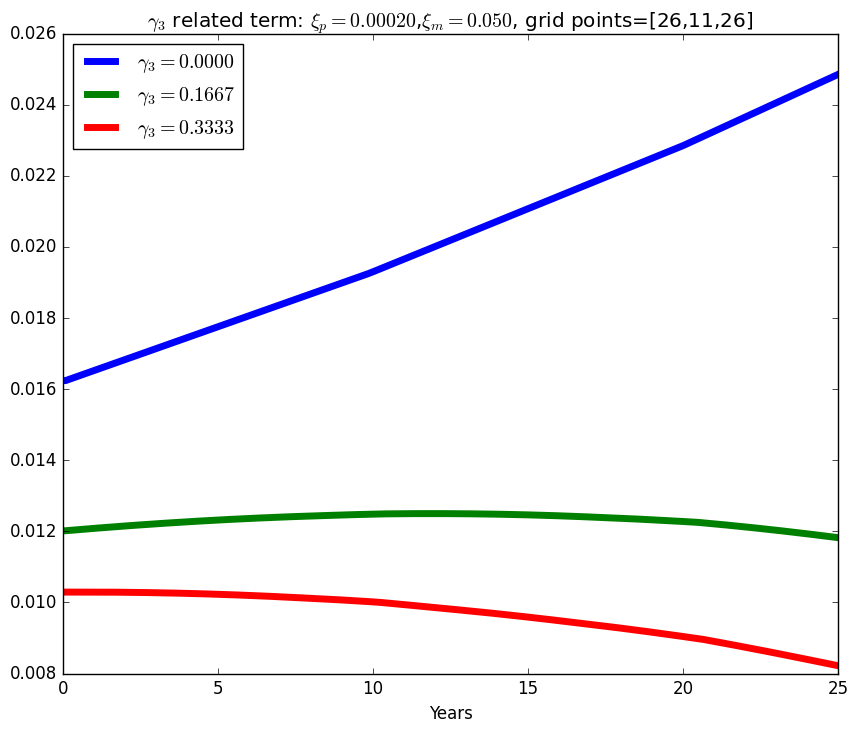 γ₃ related term: ξₚ = 0.00020,ξₘ = 0.050, grid points=[26,11,26]
0.026
γ₃ = 0.0000
0.024
γ₃ = 0.1667
γ₃ = 0.3333
0.022
0.020
0.018
0.016
0.014
0.012
0.010
0.008
0 5 10 15 20 25
Years